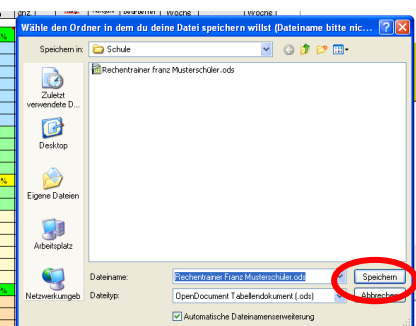 Wähle den Ordner in dem du deine Datei speichern willst (Dateiname bitte nic...
Speichern in:
Schule
Rechentrainer franz Musterschüler.ods
Zuletzt
verwendete D...
Desktop
Eigene Dateien
Arbeitsplatz
Netzwerkumgeb
Dateiname:
Rechentrainer Franz Musterschüler.ods
Speichern
Dateityp:
OpenDocument Tabellendokument (.ods)
Abbrechen
Automatische Dateinamenserweiterung